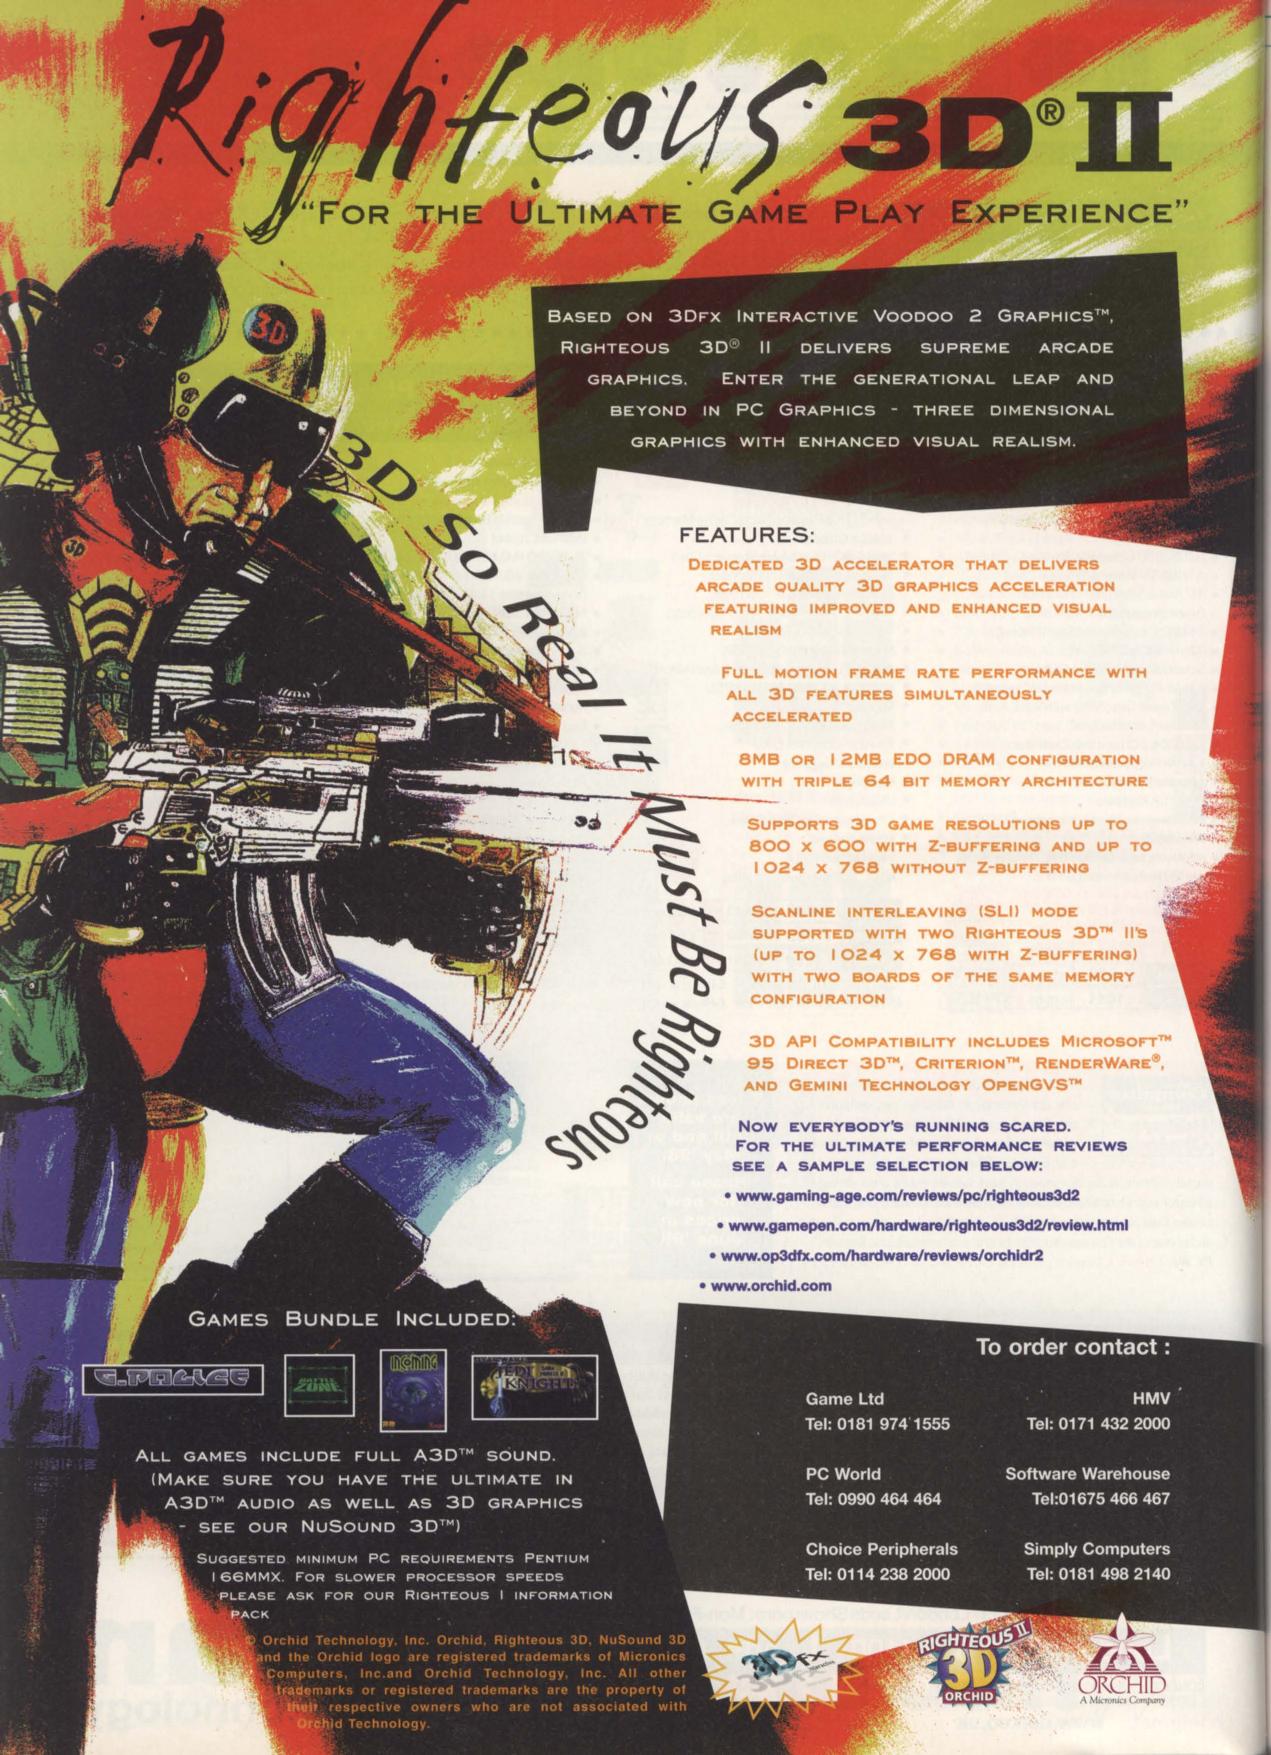 Righteous 3D® II
"For the Ultimate Game Play Experience"
Based on 3Dfx Interactive Voodoo 2 Graphics™,
Righteous 3D® II delivers supreme arcade
graphics. Enter the generational leap and
beyond in PC Graphics - three dimensional
graphics with enhanced visual realism.
3D
3D
3D So Real It Must Be Righteous
FEATURES:
Dedicated 3D accelerator that delivers
arcade quality 3D graphics acceleration
featuring improved and enhanced visual
realism
Full motion frame rate performance with
all 3D features simultaneously
accelerated
8MB or 12MB EDO DRAM configuration
with triple 64 bit memory architecture
Supports 3D game resolutions up to
800 x 600 with Z-buffering and up to
1024 x 768 without Z-buffering
Scanline interleaving (SLI) mode
supported with two Righteous 3D™ II's
(up to 1024 x 768 with Z-buffering)
with two boards of the same memory
configuration
3D API Compatibility includes Microsoft™
95 Direct 3D™, Criterion™, RenderWare®,
and Gemini Technology OpenGVS™
Now everybody's running scared.
For the ultimate performance reviews
see a sample selection below:
• www.gaming-age.com/reviews/pc/righteous3d2
• www.gamepen.com/hardware/righteous3d2/review.html
• www.op3dfx.com/hardware/reviews/orchidr2
• www.orchid.com
Games Bundle Included:
G.POLICE
BATTLE ZONE
INCOMING
JEDI KNIGHT
All games include full A3D™ sound.
(Make sure you have the ultimate in
A3D™ audio as well as 3D graphics
- see our NuSound 3D™)
Suggested minimum PC requirements Pentium
166MMX. For slower processor speeds
please ask for our Righteous I information
pack
© Orchid Technology, Inc. Orchid, Righteous 3D, NuSound 3D
and the Orchid logo are registered trademarks of Micronics
Computers, Inc.and Orchid Technology, Inc. All other
trademarks or registered trademarks are the property of
their respective owners who are not associated with
Orchid Technology.
To order contact :
Game Ltd
Tel: 0181 974 1555
HMV
Tel: 0171 432 2000
PC World
Tel: 0990 464 464
Software Warehouse
Tel:01675 466 467
Choice Peripherals
Tel: 0114 238 2000
Simply Computers
Tel: 0181 498 2140
3Dfx
RIGHTEOUS II
3D
ORCHID
ORCHID
A Micronics Company